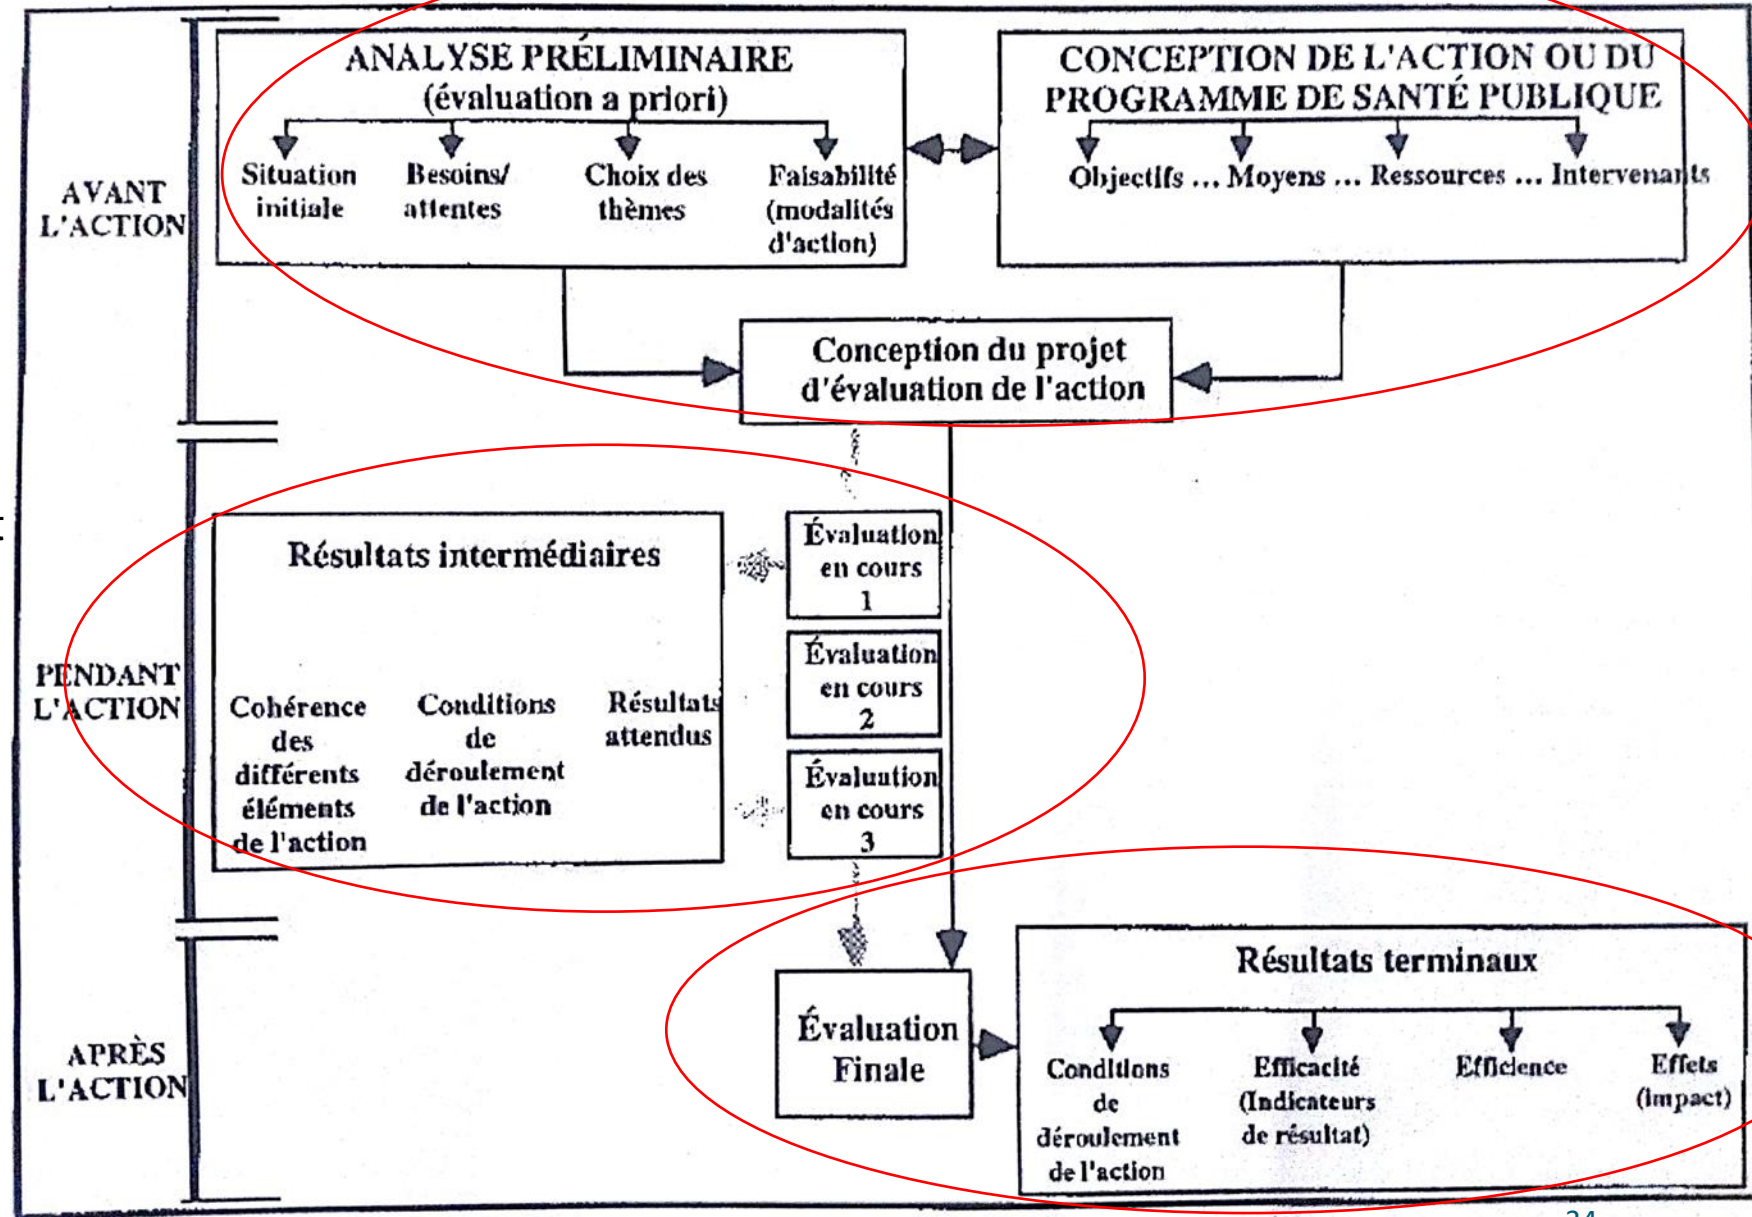 ANALYSE PRÉLIMINAIRE
(évaluation a priori)
Situation
initiale
Besoins/
attentes
Choix des
thèmes
Faisabilité
(modalités
d'action)
CONCEPTION DE L'ACTION OU DU
PROGRAMME DE SANTÉ PUBLIQUE
Objectifs ... Moyens ... Ressources ... Intervenants
AVANT
L'ACTION
Conception du projet
d'évaluation de l'action
PENDANT
L'ACTION
Résultats intermédiaires
Cohérence
des
différents
éléments
de l'action
Conditions
de
déroulement
de l'action
Résultats
attendus
Évaluation
en cours
1
Évaluation
en cours
2
Évaluation
en cours
3
APRÈS
L'ACTION
Évaluation
Finale
Résultats terminaux
Conditions
de
déroulement
de l'action
Efficacité
(Indicateurs
de résultat)
Efficience
Effets
(impact)